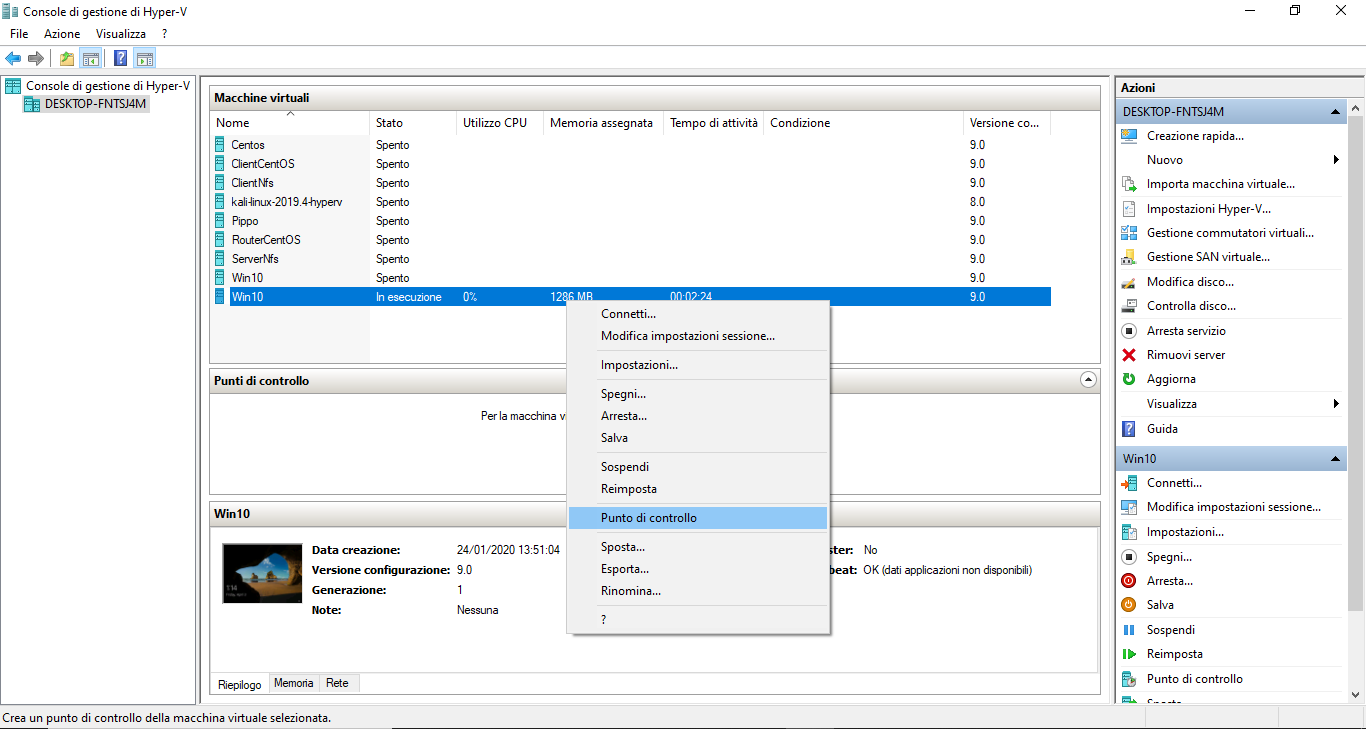 Console di gestione di Hyper-V
File Azione Visualizza ?
Console di gestione di Hyper-V
DESKTOP-FNTSJ4M
Macchine virtuali
Nome Stato Utilizzo CPU Memoria assegnata Tempo di attività Condizione Versione co...
Centos Spento 9.0
ClientCentOS Spento 9.0
ClientNfs Spento 9.0
kali-linux-2019.4-hyperv Spento 8.0
Pippo Spento 9.0
RouterCentOS Spento 9.0
ServerNfs Spento 9.0
Win10 Spento 9.0
Win10 In esecuzione 0% 1286 MB 00:02:24 9.0
Connetti...
Modifica impostazioni sessione...
Impostazioni...
Spegni...
Arresta...
Salva
Sospendi
Reimposta
Punto di controllo
Sposta...
Esporta...
Rinomina...
?
Punti di controllo
Per la macchina v
Win10
Data creazione: 24/01/2020 13:51:04
Versione configurazione: 9.0
Generazione: 1
Note: Nessuna
ster: No
beat: OK (dati applicazioni non disponibili)
Riepilogo Memoria Rete
Azioni
DESKTOP-FNTSJ4M
Creazione rapida...
Nuovo
Importa macchina virtuale...
Impostazioni Hyper-V...
Gestione commutatori virtuali...
Gestione SAN virtuale...
Modifica disco...
Controlla disco...
Arresta servizio
Rimuovi server
Aggiorna
Visualizza
Guida
Win10
Connetti...
Modifica impostazioni sessione...
Impostazioni...
Spegni...
Arresta...
Salva
Sospendi
Reimposta
Punto di controllo
Crea un punto di controllo della macchina virtuale selezionata.